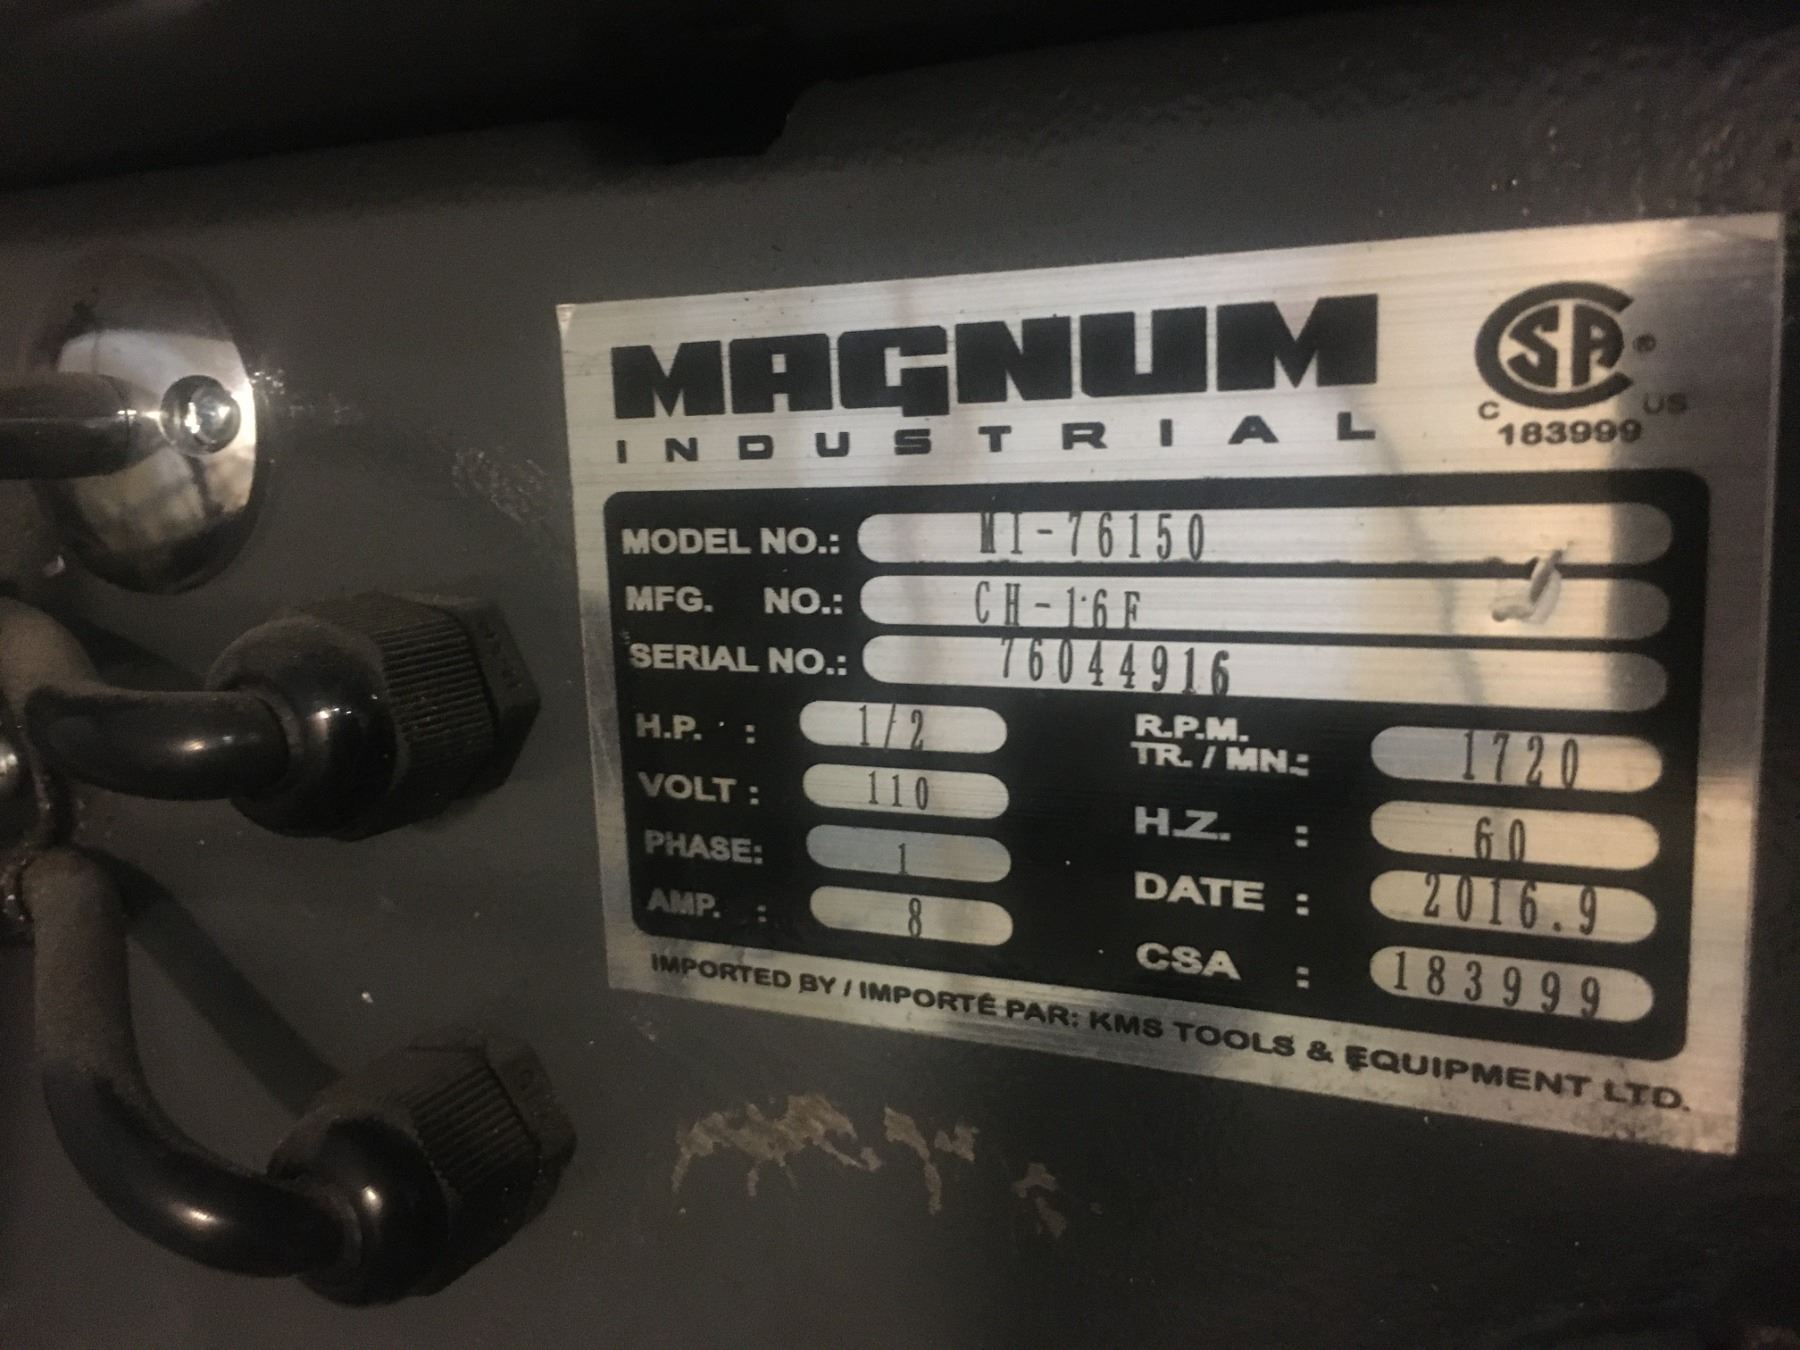 MAGNUM
INDUSTRIAL
CSA ®
C US
183999
MODEL NO.: MI-76150
MFG. NO.: CH-16F
SERIAL NO.: 76044916
H.P. : 1/2
R.P.M.
TR. / MN.: 1720
VOLT : 110
H.Z. : 60
PHASE: 1
DATE : 2016.9
AMP. : 8
CSA : 183999
IMPORTED BY / IMPORTÉ PAR: KMS TOOLS & EQUIPMENT LTD.